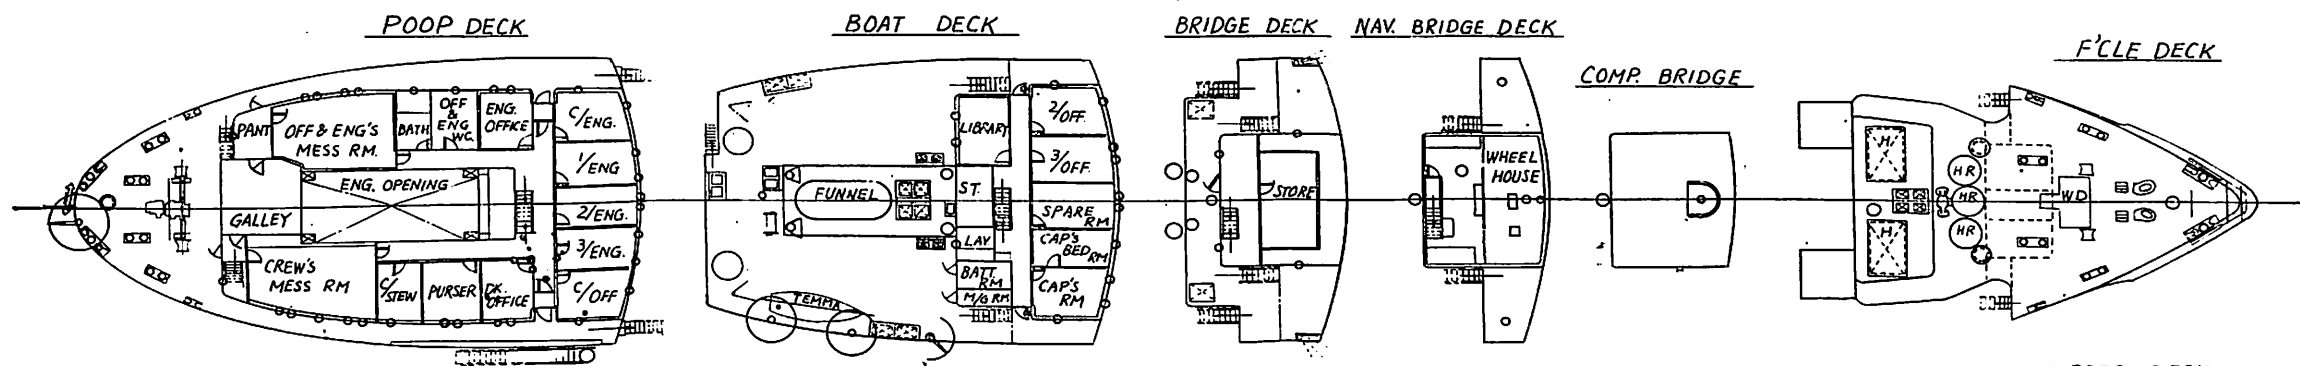 POOP DECK
BOAT DECK
BRIDGE DECK
NAV. BRIDGE DECK
COMP. BRIDGE
F'CLE DECK
PANT
OFF & ENG'S
MESS RM.
BATH
OFF
&
ENG
WC.
ENG.
OFFICE
C/ENG.
1/ENG
2/ENG.
3/ENG.
C/OFF
ENG. OPENING
GALLEY
CREW'S
MESS RM
C/STEW
PURSER
DK.
OFFICE
LIBRARY
2/OFF.
3/OFF.
FUNNEL
ST.
SPARE
RM
LAV.
CAP'S
BED RM
BATT.
RM
M/G RM
CAP'S
RM
TEMMA
STORE
WHEEL
HOUSE
H
H
HR
HR
HR
W.D